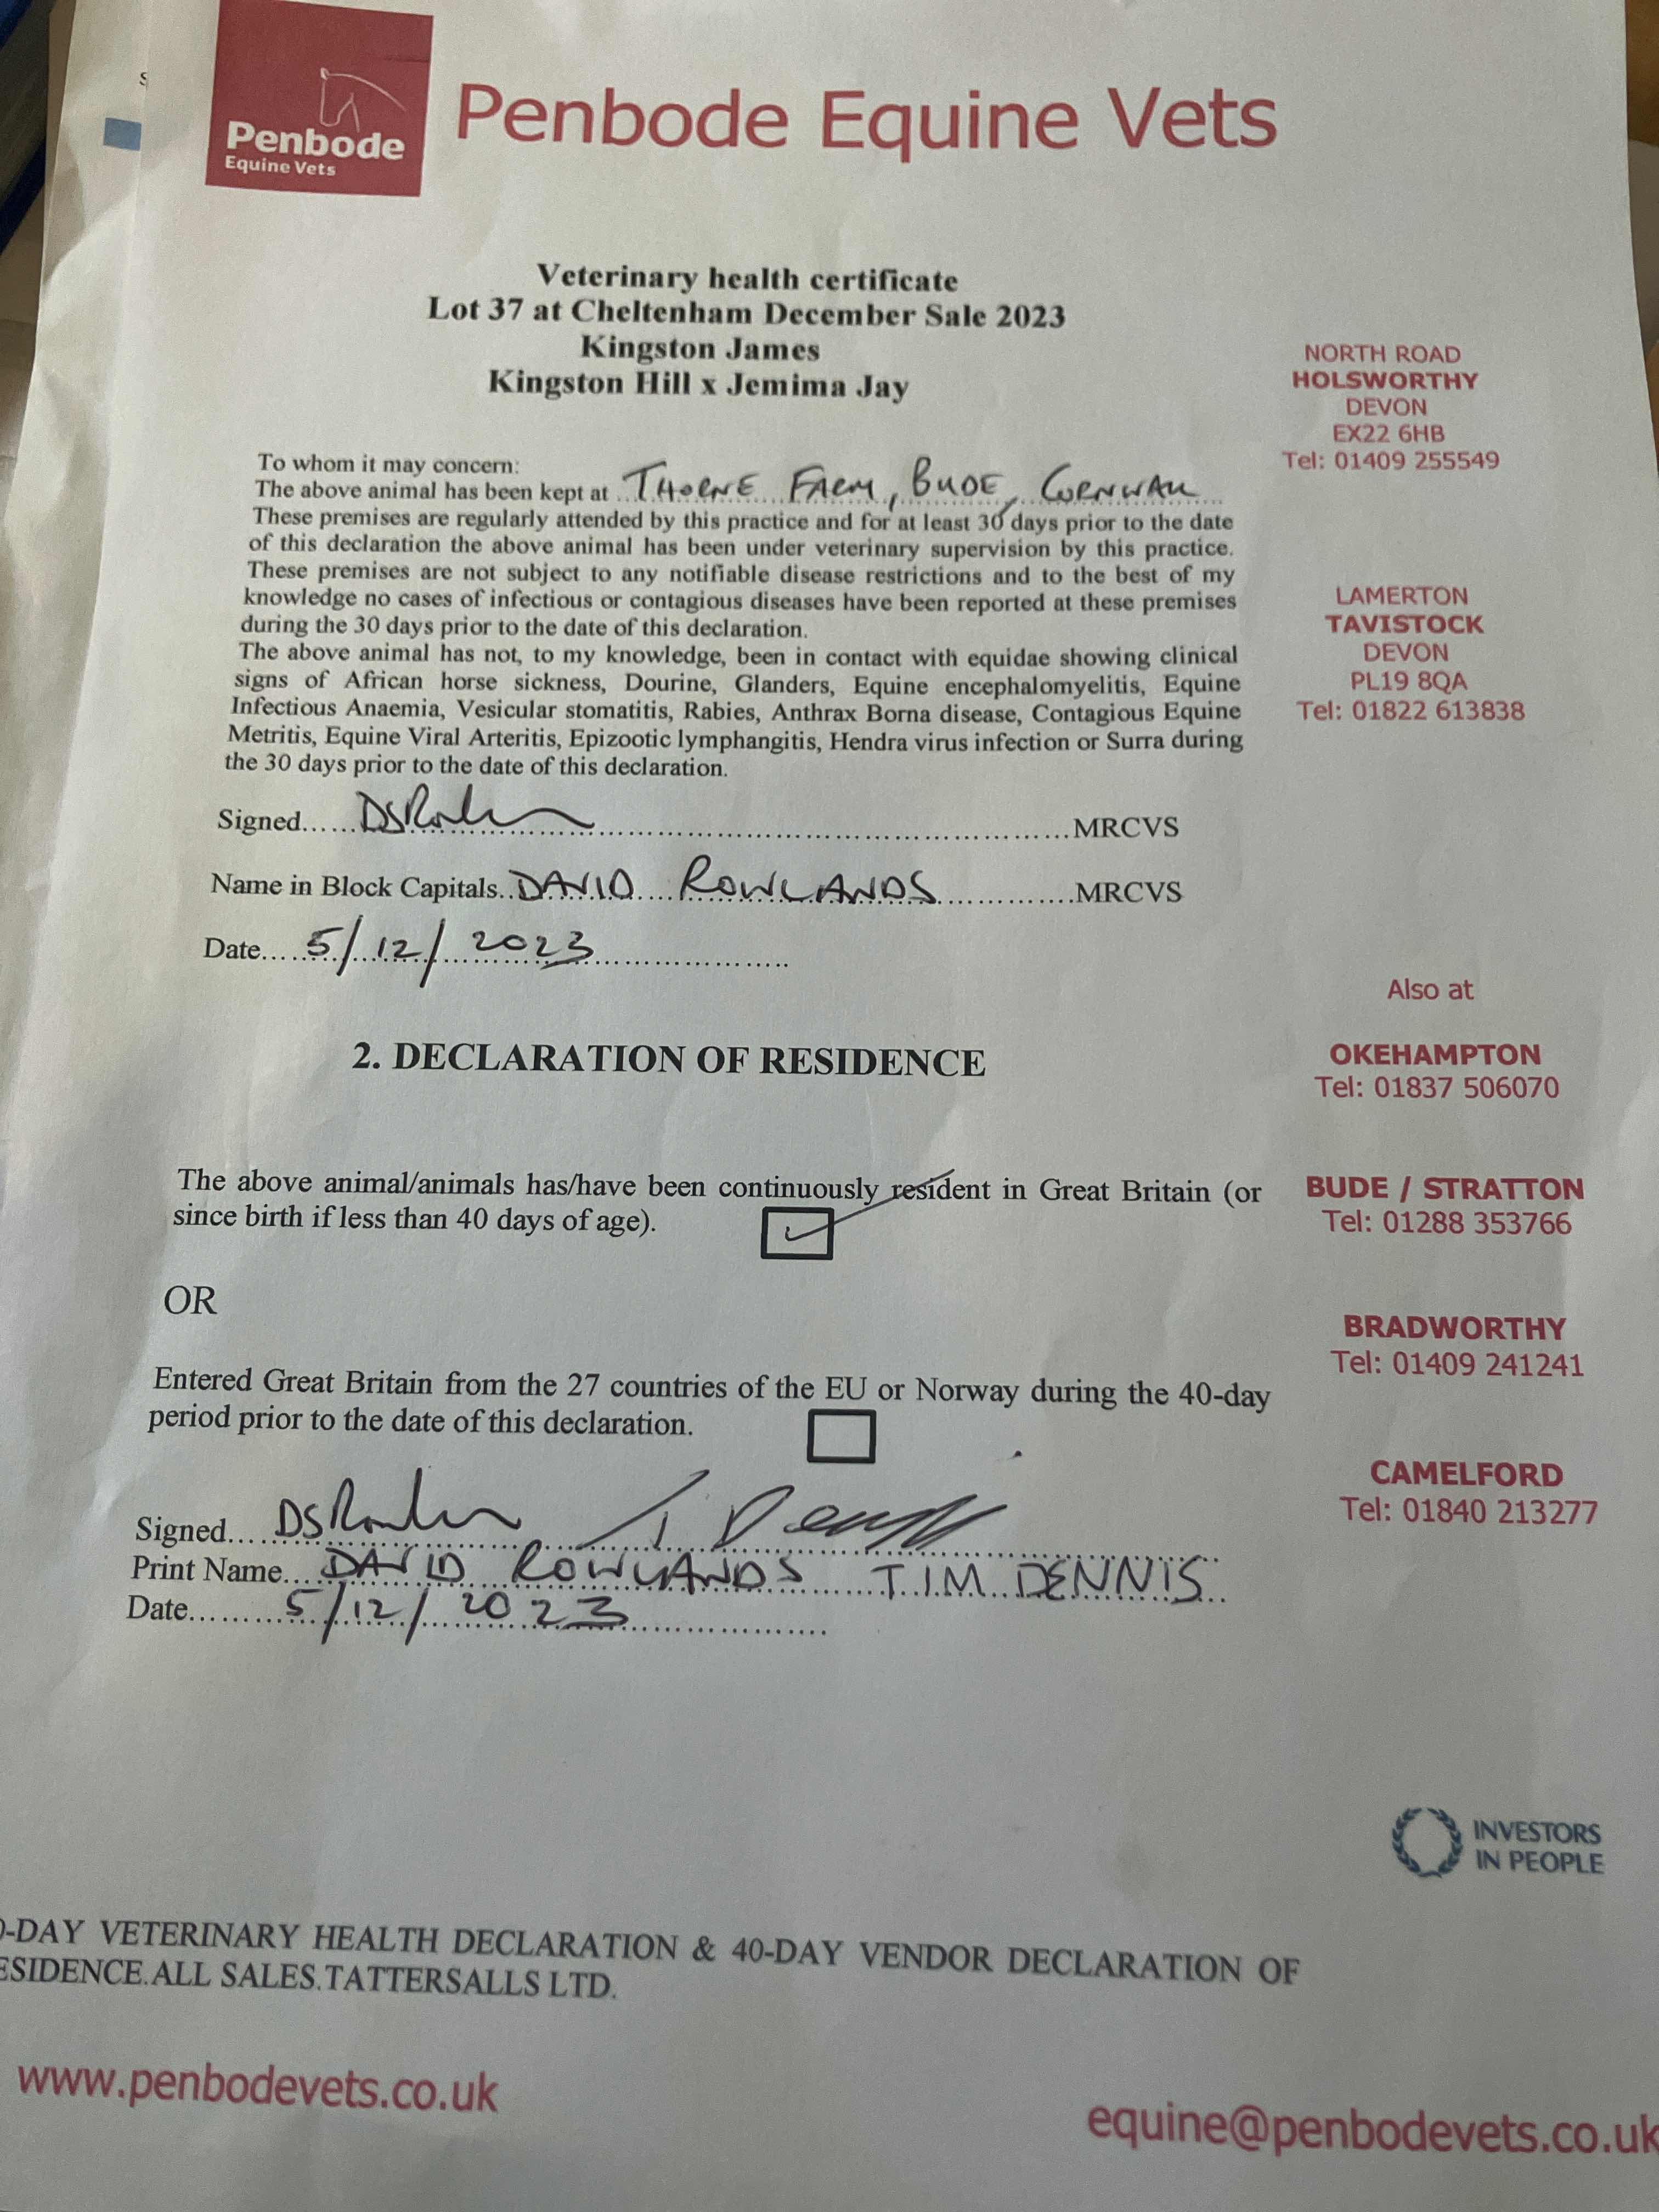 Penbode
Equine Vets
Penbode Equine Vets
Veterinary health certificate
Lot 37 at Cheltenham December Sale 2023
Kingston James
Kingston Hill x Jemima Jay
To whom it may concern:
The above animal has been kept at THORNE FARM, BUDE, CORNWALL
These premises are regularly attended by this practice and for at least 30 days prior to the date
of this declaration the above animal has been under veterinary supervision by this practice.
These premises are not subject to any notifiable disease restrictions and to the best of my
knowledge no cases of infectious or contagious diseases have been reported at these premises
during the 30 days prior to the date of this declaration.
The above animal has not, to my knowledge, been in contact with equidae showing clinical
signs of African horse sickness, Dourine, Glanders, Equine encephalomyelitis, Equine
Infectious Anaemia, Vesicular stomatitis, Rabies, Anthrax Borna disease, Contagious Equine
Metritis, Equine Viral Arteritis, Epizootic lymphangitis, Hendra virus infection or Surra during
the 30 days prior to the date of this declaration.
Signed...... ......MRCVS
Name in Block Capitals..DAVID ROWLANDS......MRCVS
Date.....5/12/2023......
2. DECLARATION OF RESIDENCE
The above animal/animals has/have been continuously resident in Great Britain (or
since birth if less than 40 days of age).
OR
Entered Great Britain from the 27 countries of the EU or Norway during the 40-day
period prior to the date of this declaration.
Signed....
Print Name....DAVID ROWLANDS TIM DENNIS
Date.........5/12/2023......
NORTH ROAD
HOLSWORTHY
DEVON
EX22 6HB
Tel: 01409 255549
LAMERTON
TAVISTOCK
DEVON
PL19 8QA
Tel: 01822 613838
Also at
OKEHAMPTON
Tel: 01837 506070
BUDE / STRATTON
Tel: 01288 353766
BRADWORTHY
Tel: 01409 241241
CAMELFORD
Tel: 01840 213277
INVESTORS
IN PEOPLE
0-DAY VETERINARY HEALTH DECLARATION & 40-DAY VENDOR DECLARATION OF
ESIDENCE.ALL SALES.TATTERSALLS LTD.
www.penbodevets.co.uk
equine@penbodevets.co.uk